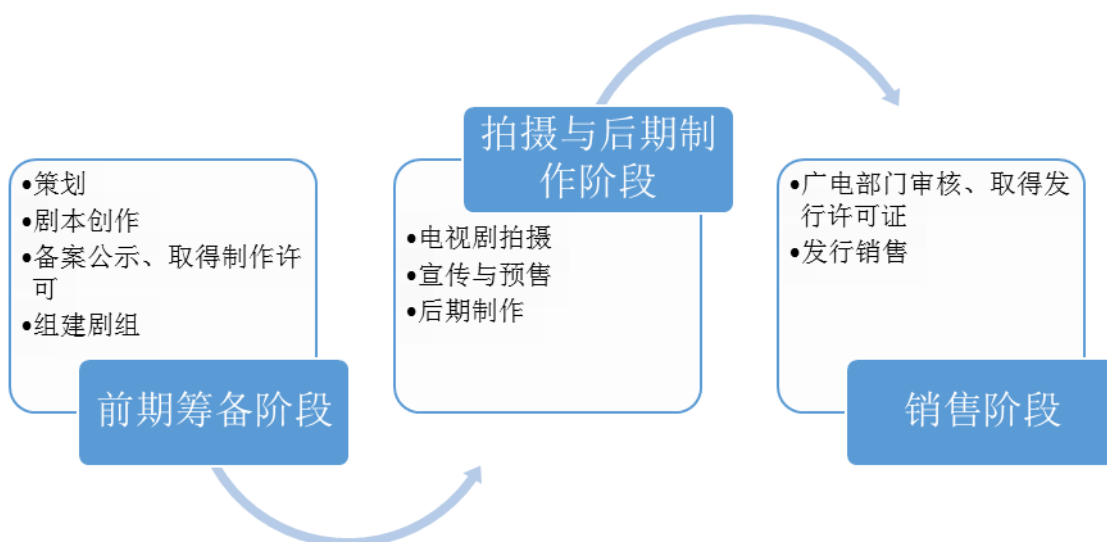 •策划
•剧本创作
•备案公示、取得制作许
可
•组建剧组
前期筹备阶段
拍摄与后期制
作阶段
•电视剧拍摄
•宣传与预售
•后期制作
•广电部门审核、取得发
行许可证
•发行销售
销售阶段